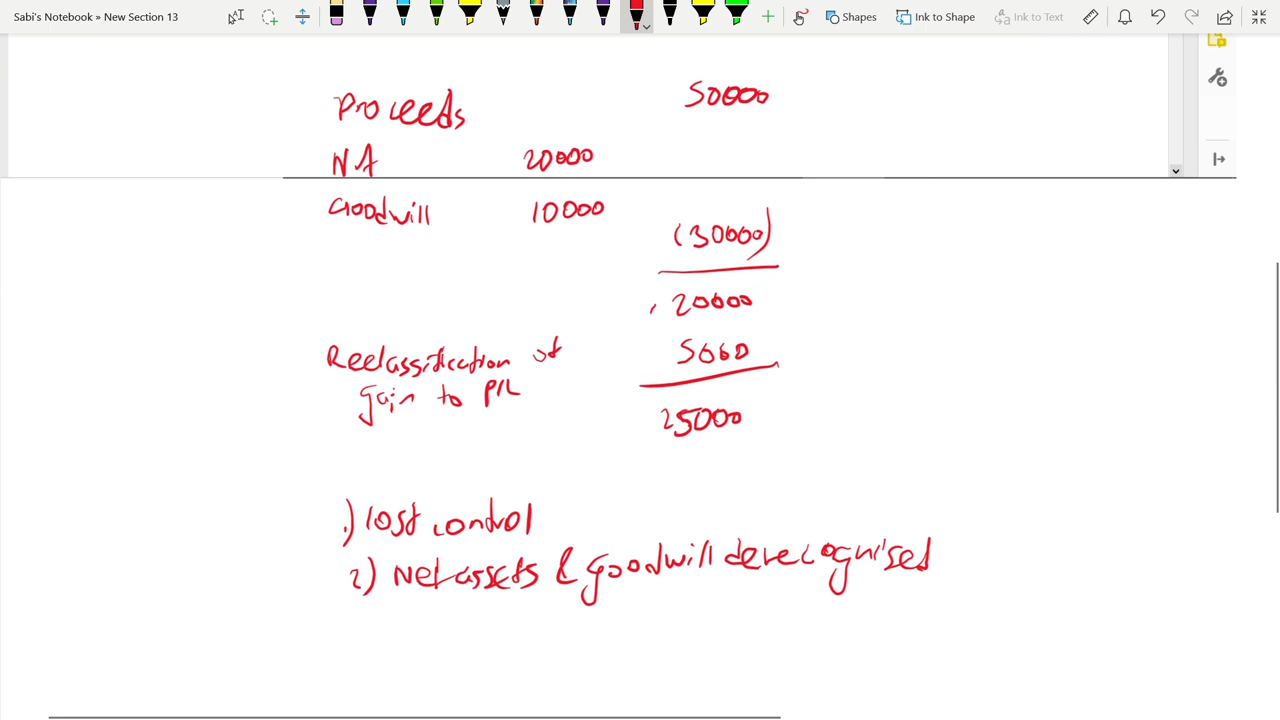 Sabi's Notebook » New Section 13
Shapes
Ink to Shape
Ink to Text
Proceeds 50000
NA 20000
Goodwill 10000
(30000)
20000
Reclassification of 5000
gain to P/L
25000
1) lost control
2) Net assets & goodwill derecognised